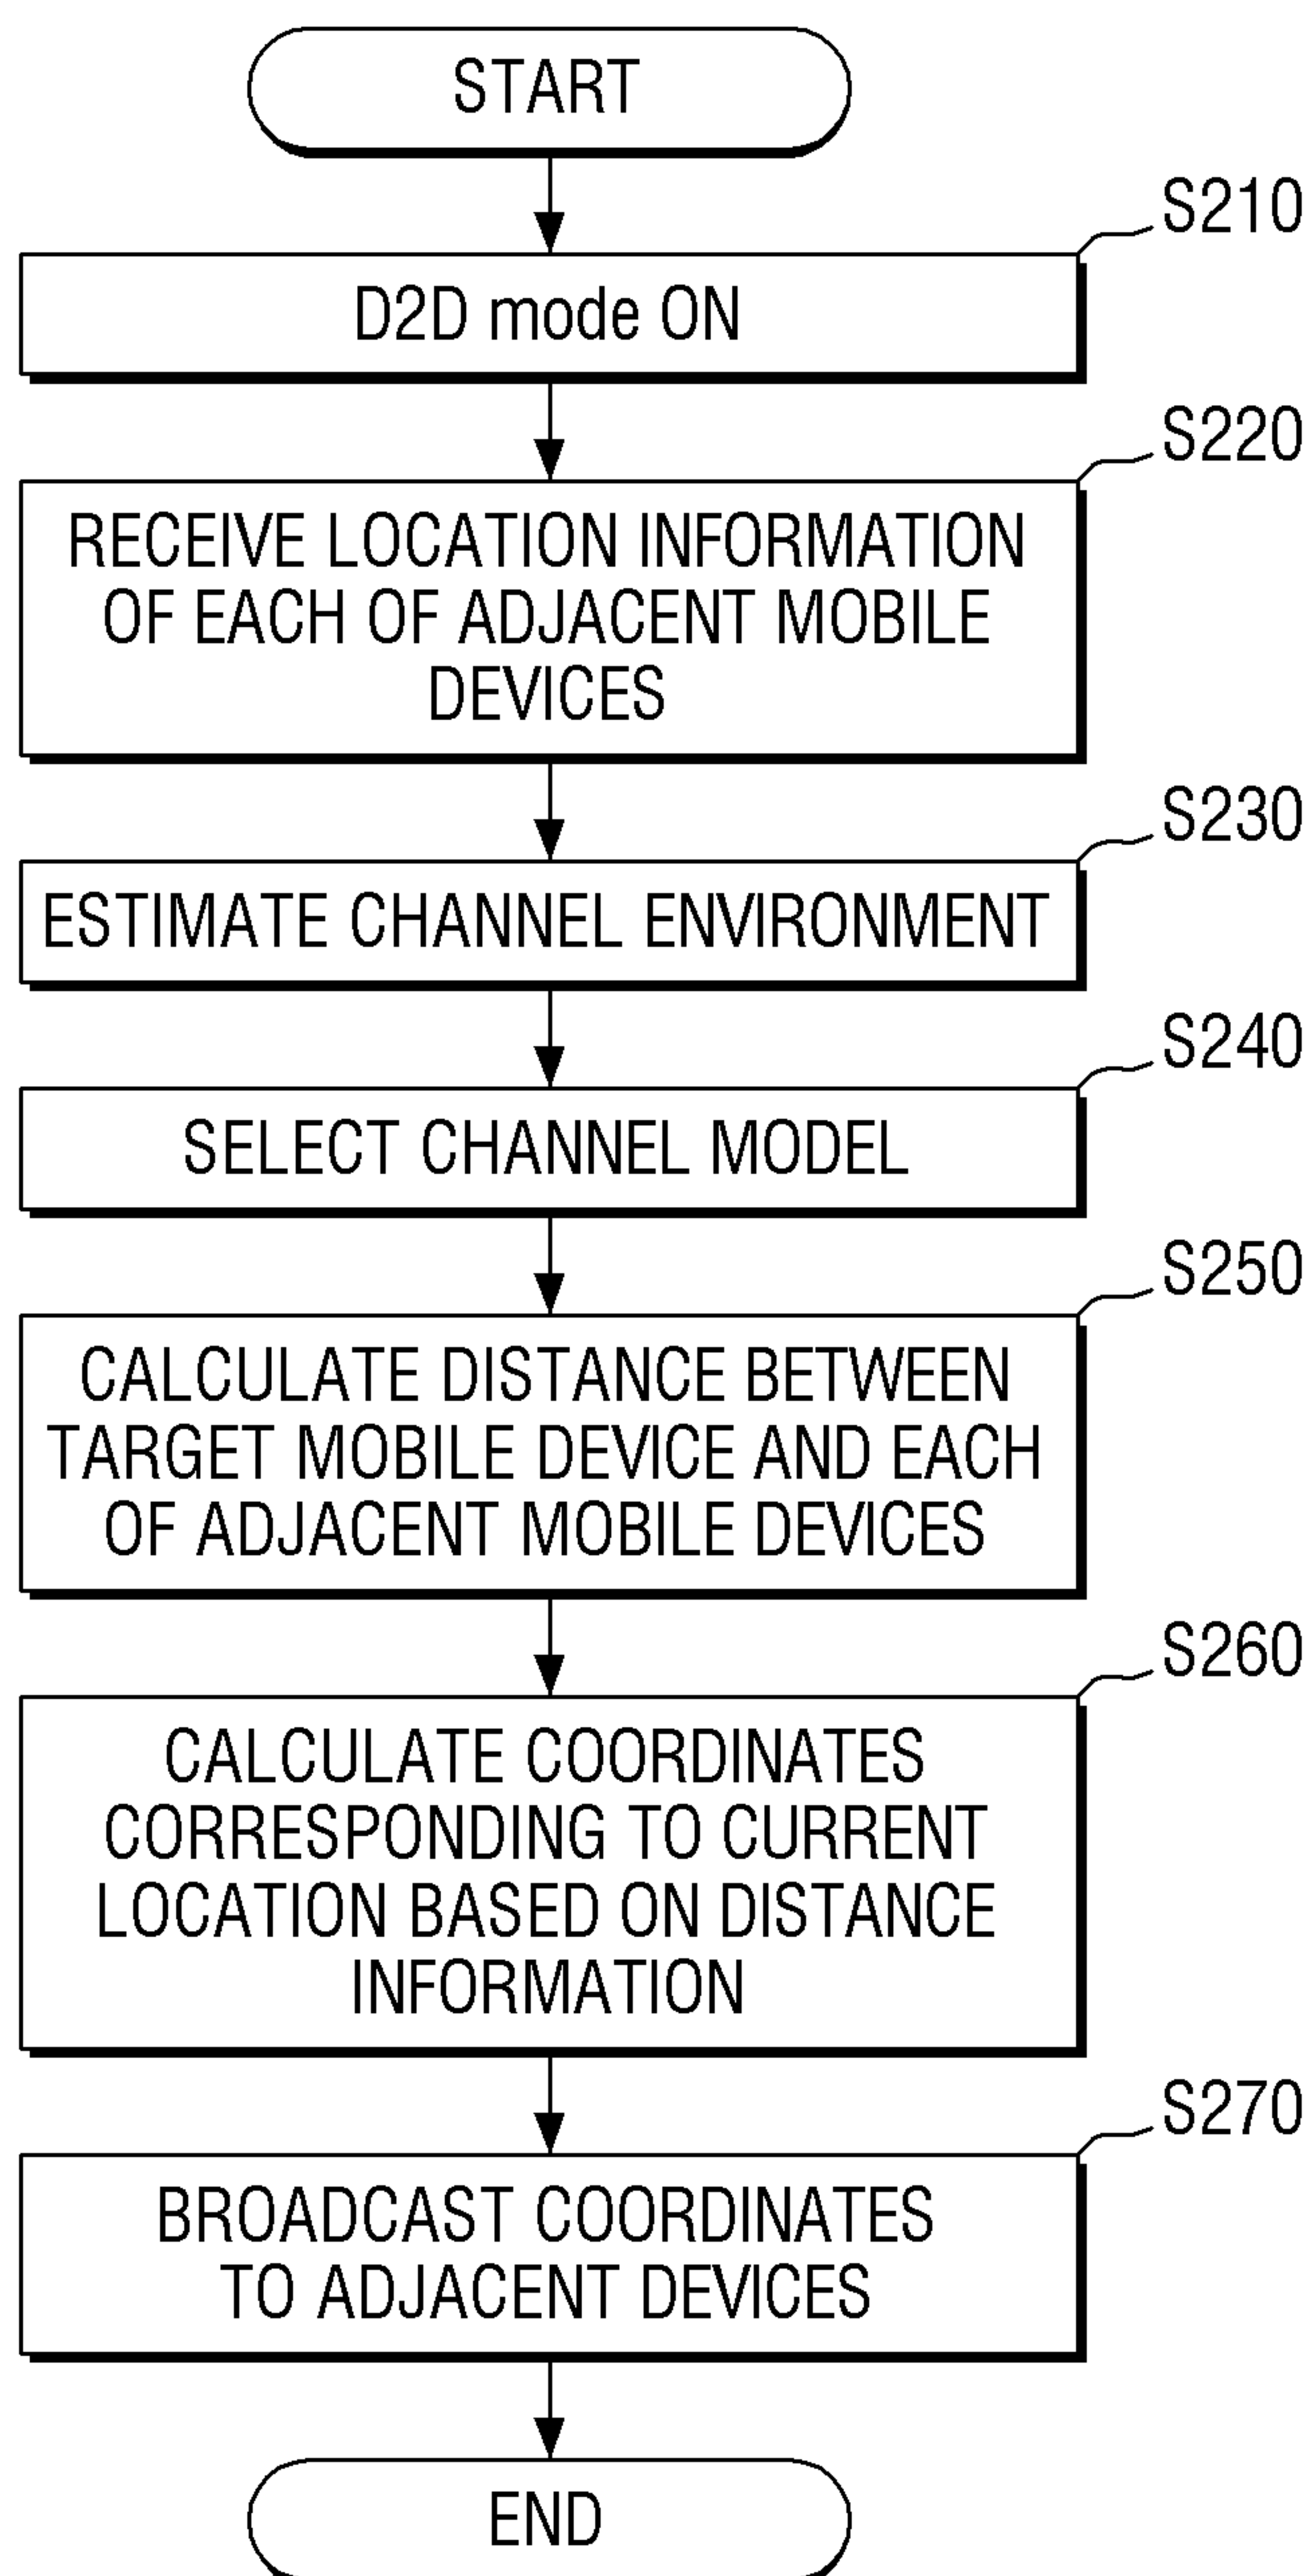 START
S210
D2D mode ON
S220
RECEIVE LOCATION INFORMATION
OF EACH OF ADJACENT MOBILE
DEVICES
S230
ESTIMATE CHANNEL ENVIRONMENT
S240
SELECT CHANNEL MODEL
S250
CALCULATE DISTANCE BETWEEN
TARGET MOBILE DEVICE AND EACH
OF ADJACENT MOBILE DEVICES
S260
CALCULATE COORDINATES
CORRESPONDING TO CURRENT
LOCATION BASED ON DISTANCE
INFORMATION
S270
BROADCAST COORDINATES
TO ADJACENT DEVICES
END